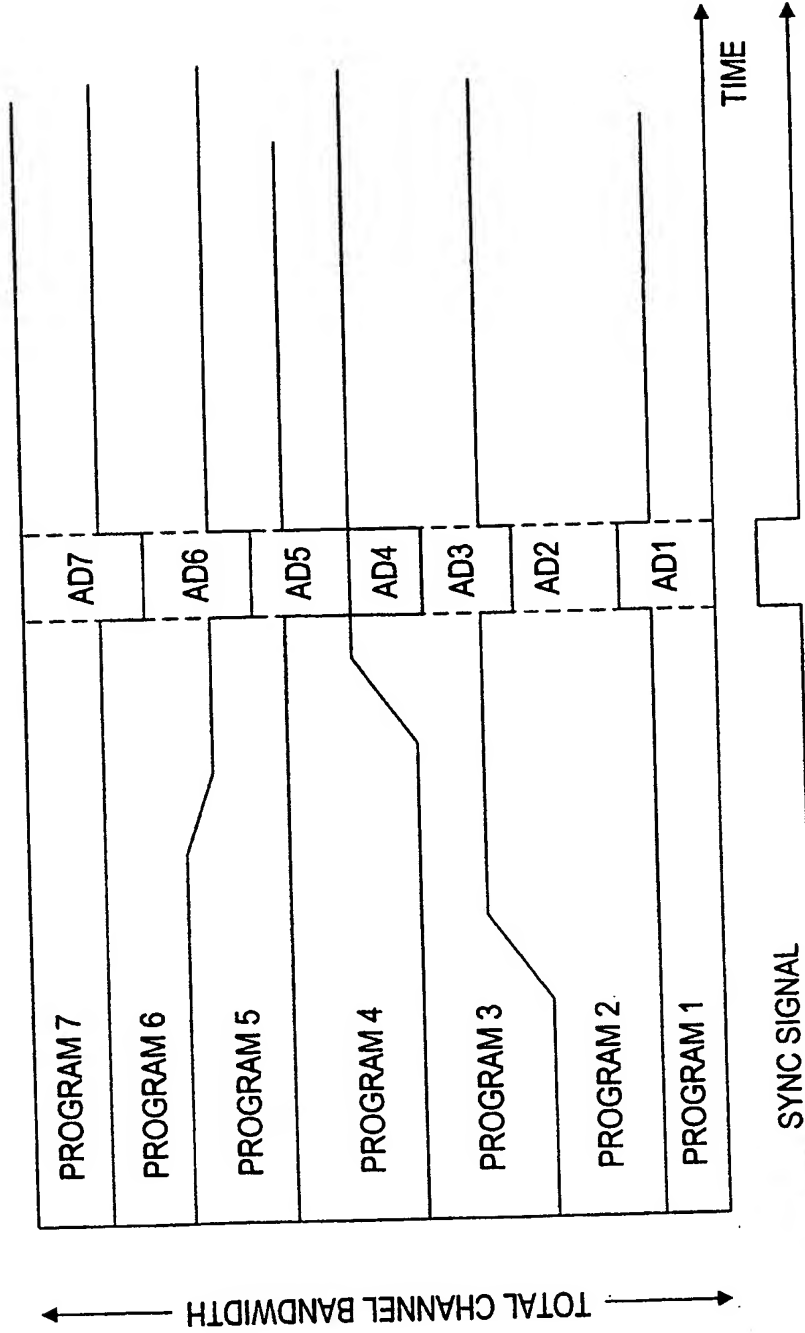 TOTAL CHANNEL BANDWIDTH
PROGRAM 7
PROGRAM 6
PROGRAM 5
PROGRAM 4
PROGRAM 3
PROGRAM 2
PROGRAM 1
AD7
AD6
AD5
AD4
AD3
AD2
AD1
TIME
SYNC SIGNAL